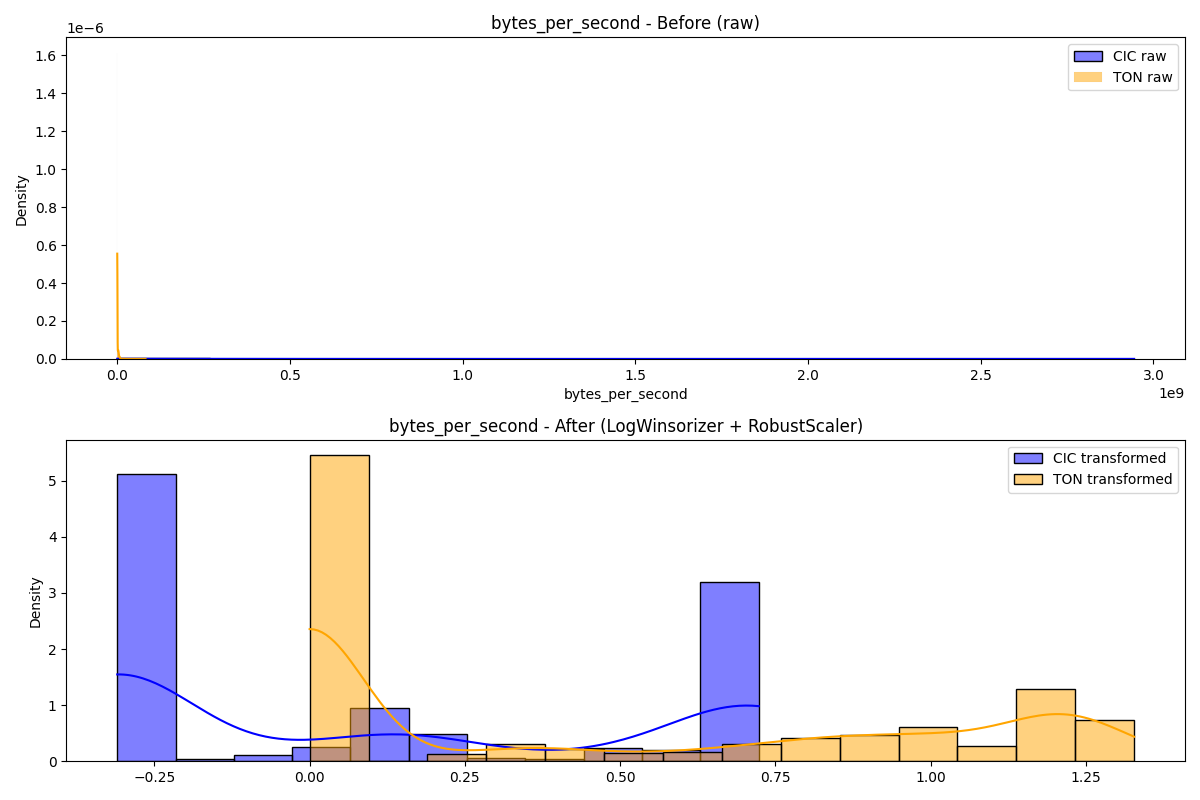 bytes_per_second - Before (raw)
1e−6
CIC raw
TON raw
1.6
1.4
1.2
1.0
0.8
0.6
0.4
0.2
0.0
Density
0.0 0.5 1.0 1.5 2.0 2.5 3.0
1e9
bytes_per_second
bytes_per_second - After (LogWinsorizer + RobustScaler)
CIC transformed
TON transformed
5
4
3
2
1
0
Density
−0.25 0.00 0.25 0.50 0.75 1.00 1.25